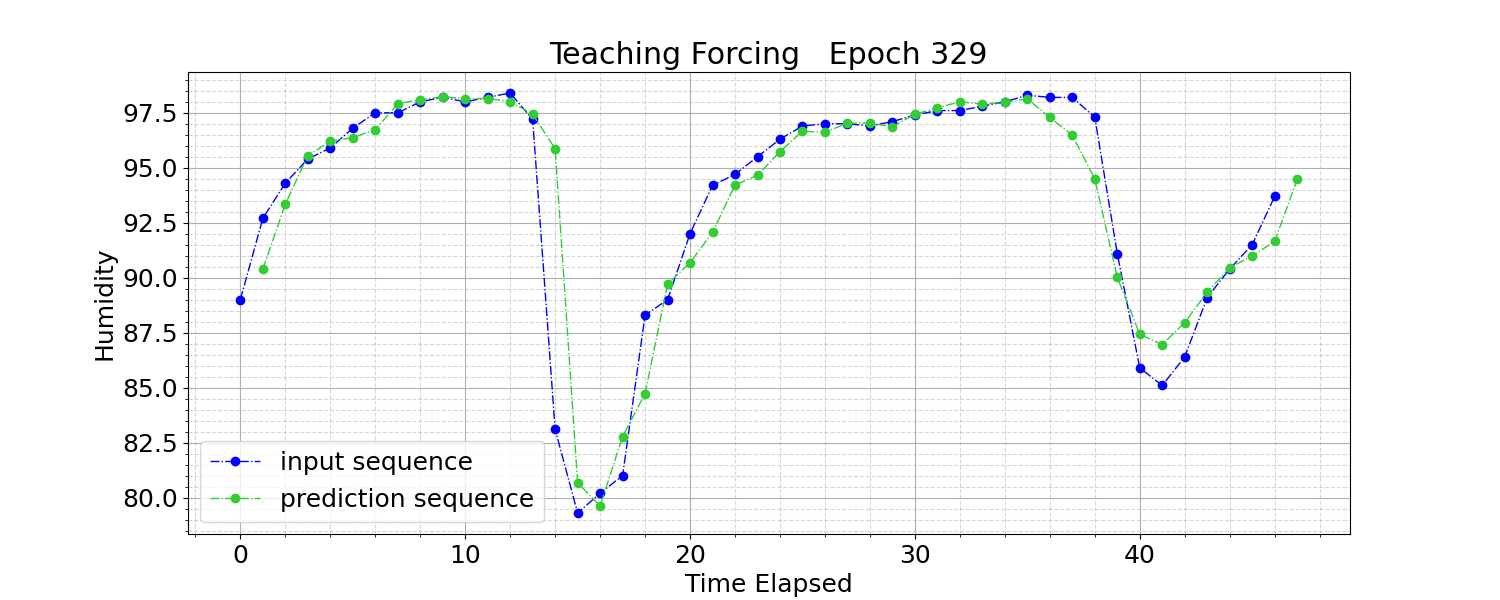 Teaching Forcing   Epoch 329
Humidity
97.5
95.0
92.5
90.0
87.5
85.0
82.5
80.0
input sequence
prediction sequence
0 10 20 30 40
Time Elapsed